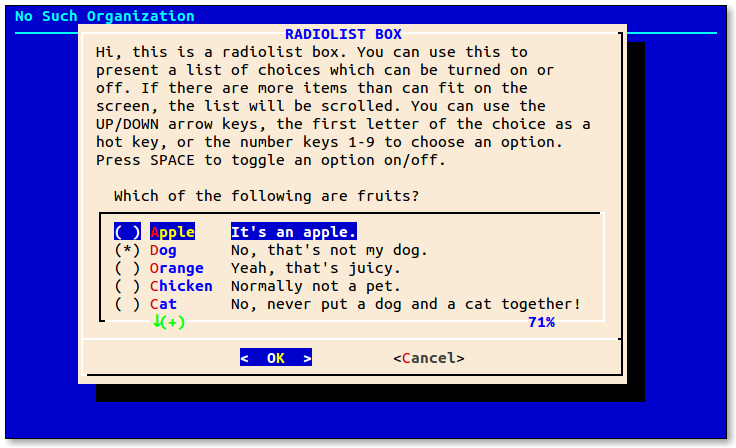 No Such Organization
RADIOLIST BOX
Hi, this is a radiolist box. You can use this to
present a list of choices which can be turned on or
off. If there are more items than can fit on the
screen, the list will be scrolled. You can use the
UP/DOWN arrow keys, the first letter of the choice as a
hot key, or the number keys 1-9 to choose an option.
Press SPACE to toggle an option on/off.
Which of the following are fruits?
( ) Apple It's an apple.
(*) Dog No, that's not my dog.
( ) Orange Yeah, that's juicy.
( ) Chicken Normally not a pet.
( ) Cat No, never put a dog and a cat together!
↓(+) 71%
< OK > <Cancel>